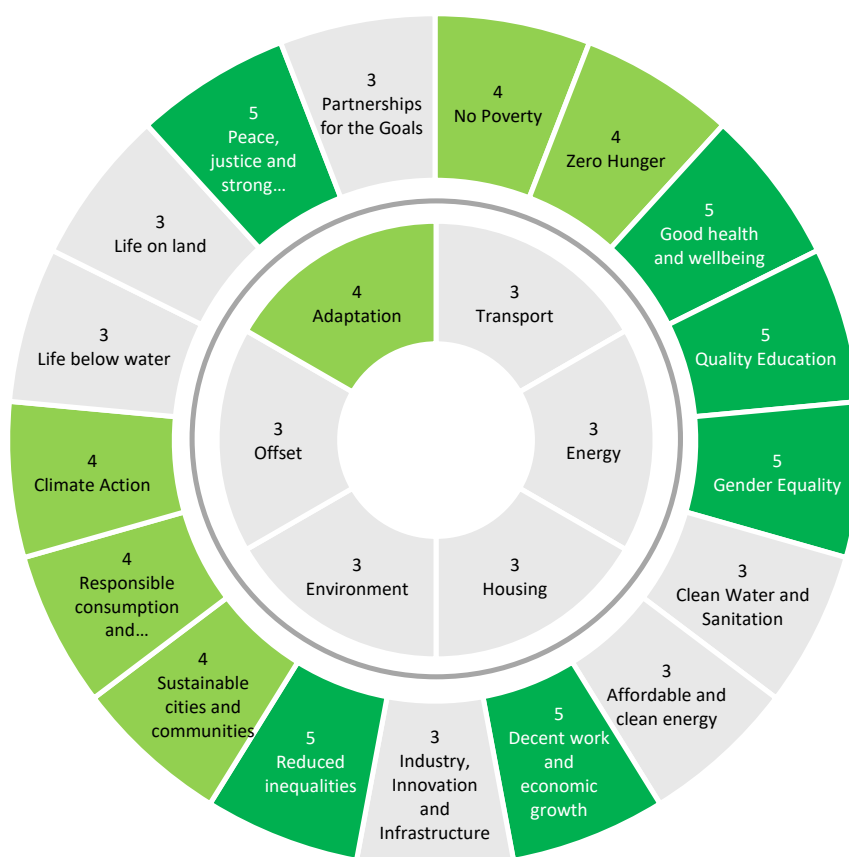 4
No Poverty
4
Zero Hunger
5
Good health
and wellbeing
5
Quality Education
5
Gender Equality
3
Clean Water and
Sanitation
3
Affordable and
clean energy
5
Decent work
and
economic
growth
3
Industry,
Innovation
and
Infrastructure
5
Reduced
inequalities
4
Sustainable
cities and
communities
4
Responsible
consumption
and...
4
Climate Action
3
Life below water
3
Life on land
5
Peace,
justice and
strong...
3
Partnerships
for the Goals
3
Transport
3
Energy
3
Housing
3
Environment
3
Offset
4
Adaptation